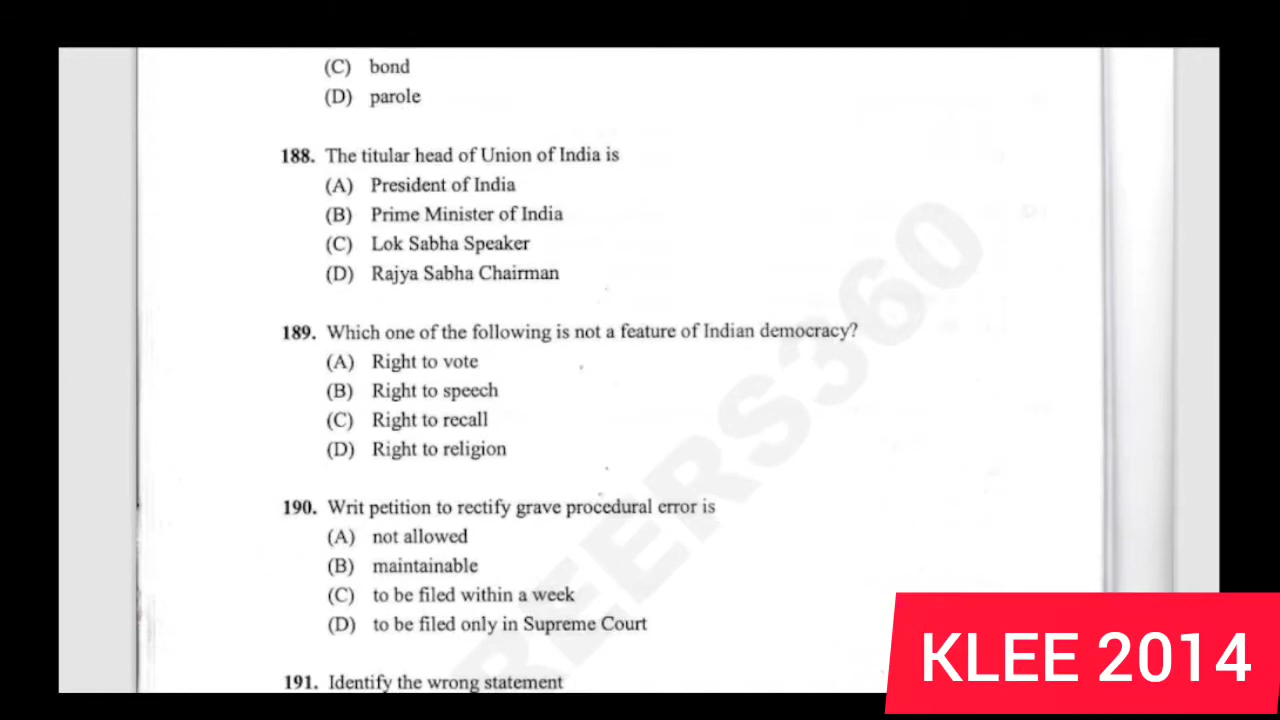 (C) bond
(D) parole
188. The titular head of Union of India is
(A) President of India
(B) Prime Minister of India
(C) Lok Sabha Speaker
(D) Rajya Sabha Chairman
189. Which one of the following is not a feature of Indian democracy?
(A) Right to vote
(B) Right to speech
(C) Right to recall
(D) Right to religion
190. Writ petition to rectify grave procedural error is
(A) not allowed
(B) maintainable
(C) to be filed within a week
(D) to be filed only in Supreme Court
191. Identify the wrong statement
REERS360
KLEE 2014